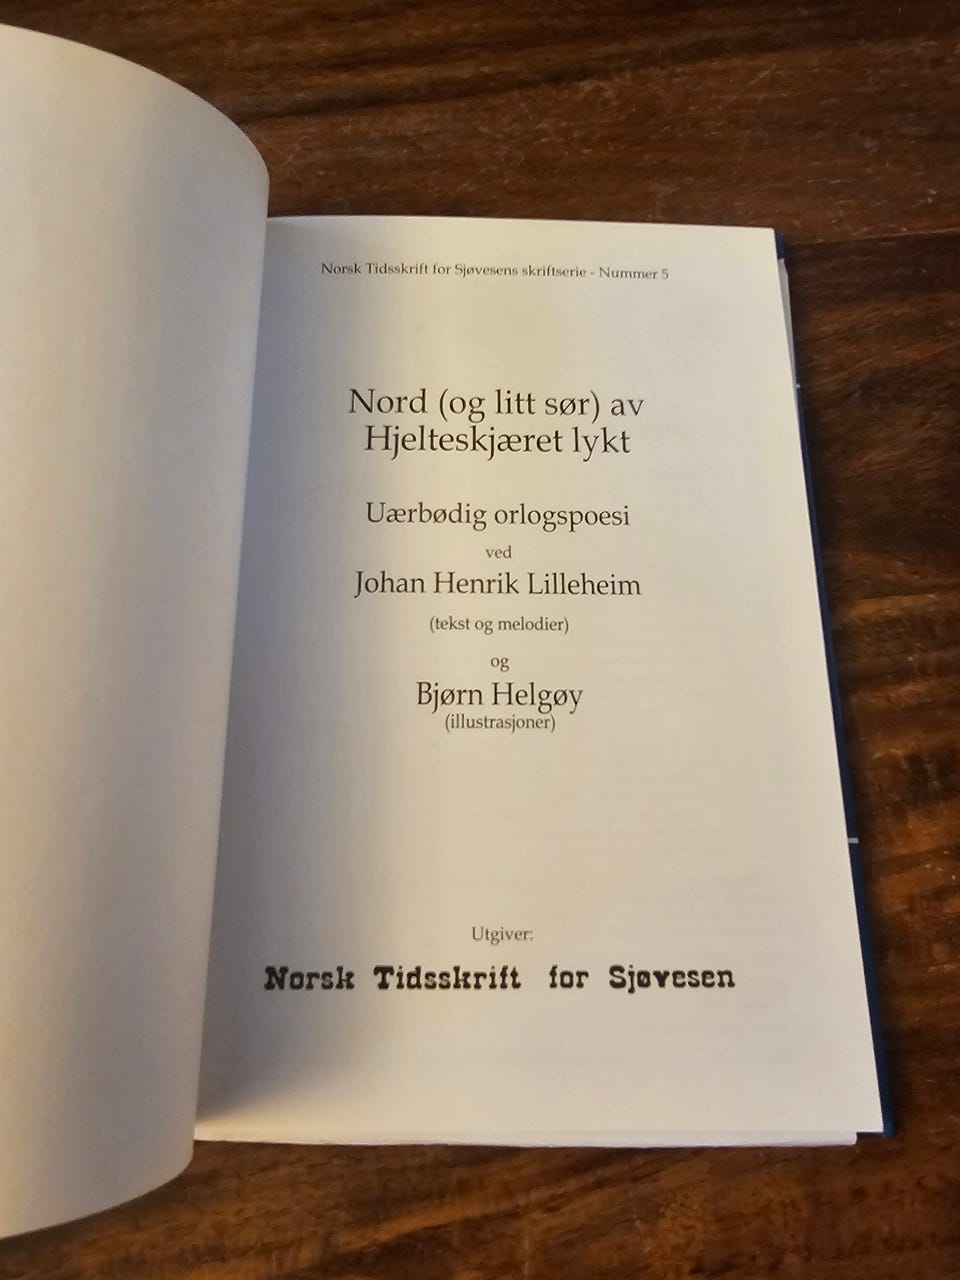 Norsk Tidsskrift for Sjøvesens skriftserie - Nummer 5
Nord (og litt sør) av
Hjelteskjæret lykt
Uærbødig orlogspoesi
ved
Johan Henrik Lilleheim
(tekst og melodier)
og
Bjørn Helgøy
(illustrasjoner)
Utgiver:
Norsk Tidsskrift for Sjøvesen